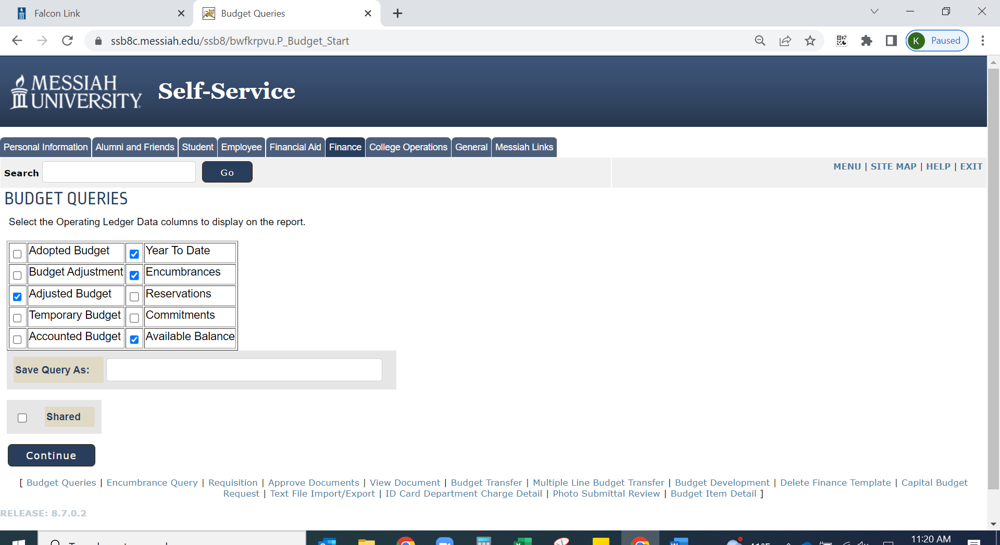 Falcon Link
Budget Queries
ssb8c.messiah.edu/ssb8/bwfkrpvu.P_Budget_Start
K
Paused
MESSIAH
UNIVERSITY
Self-Service
Personal Information
Alumni and Friends
Student
Employee
Financial Aid
Finance
College Operations
General
Messiah Links
Search
Go
MENU | SITE MAP | HELP | EXIT
BUDGET QUERIES
Select the Operating Ledger Data columns to display on the report.
Adopted Budget
Year To Date
Budget Adjustment
Encumbrances
Adjusted Budget
Reservations
Temporary Budget
Commitments
Accounted Budget
Available Balance
Save Query As:
Shared
Continue
[ Budget Queries | Encumbrance Query | Requisition | Approve Documents | View Document | Budget Transfer | Multiple Line Budget Transfer | Budget Development | Delete Finance Template | Capital Budget
Request | Text File Import/Export | ID Card Department Charge Detail | Photo Submittal Review | Budget Item Detail ]
RELEASE: 8.7.0.2
11:20 AM